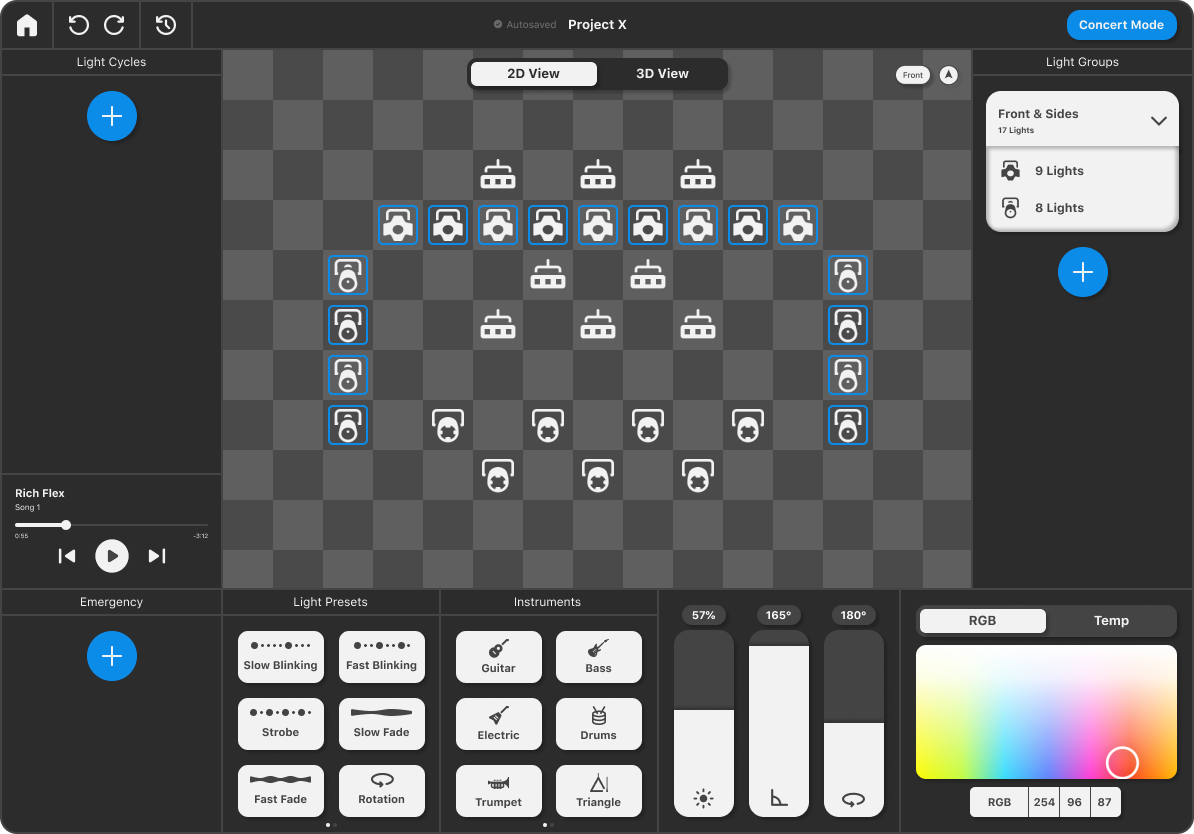 Autosaved Project X
Concert Mode
Light Cycles
2D View
3D View
Front
Light Groups
Front & Sides
17 Lights
9 Lights
8 Lights
Rich Flex
Song 1
0:55
-3:12
Emergency
Light Presets
Slow Blinking
Fast Blinking
Strobe
Slow Fade
Fast Fade
Rotation
Instruments
Guitar
Bass
Electric
Drums
Trumpet
Triangle
57%
165°
180°
RGB
Temp
RGB 254 96 87